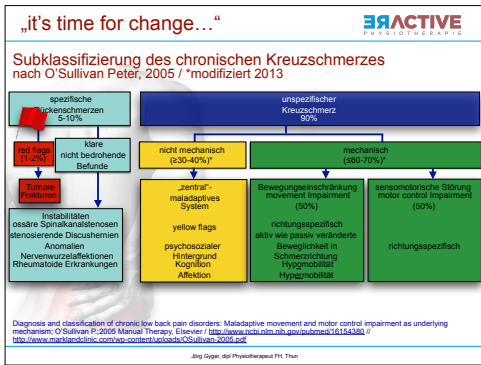 „it's time for change…“
ERACTIVE
PHYSIOTHERAPIE
Subklassifizierung des chronischen Kreuzschmerzes
nach O'Sullivan Peter, 2005 / *modifiziert 2013
spezifische
Rückenschmerzen
5-10%
unspezifischer
Kreuzschmerz
90%
red flags
(1-2%)
klare
nicht bedrohende
Befunde
nicht mechanisch
(≥30-40%)*
mechanisch
(≤60-70%)*
Tumore
Frakturen
Instabilitäten
ossäre Spinalkanalstenosen
stenosierende Discushernien
Anomalien
Nervenwurzelaffektionen
Rheumatoide Erkrankungen
„zentral“-
maladaptives
System
yellow flags
psychosozialer
Hintergrund
Kognition
Affektion
Bewegungseinschränkung
movement Impairment
(50%)
richtungsspezifisch
aktiv wie passiv veränderte
Beweglichkeit in
Schmerzrichtung
Hypomobilität
Hypermobilität
sensomotorische Störung
motor control Impairment
(50%)
richtungsspezifisch
Diagnosis and classification of chronic low back pain disorders: Maladaptive movement and motor control impairment as underlying
mechanism; O'Sullivan P.;2005 Manual Therapy, Elsevier / http://www.ncbi.nlm.nih.gov/pubmed/16154380 //
http://www.marklandclinic.com/wp-content/uploads/OSullivan-2005.pdf
Jörg Gyger, dipl Physiotherapeut FH, Thun